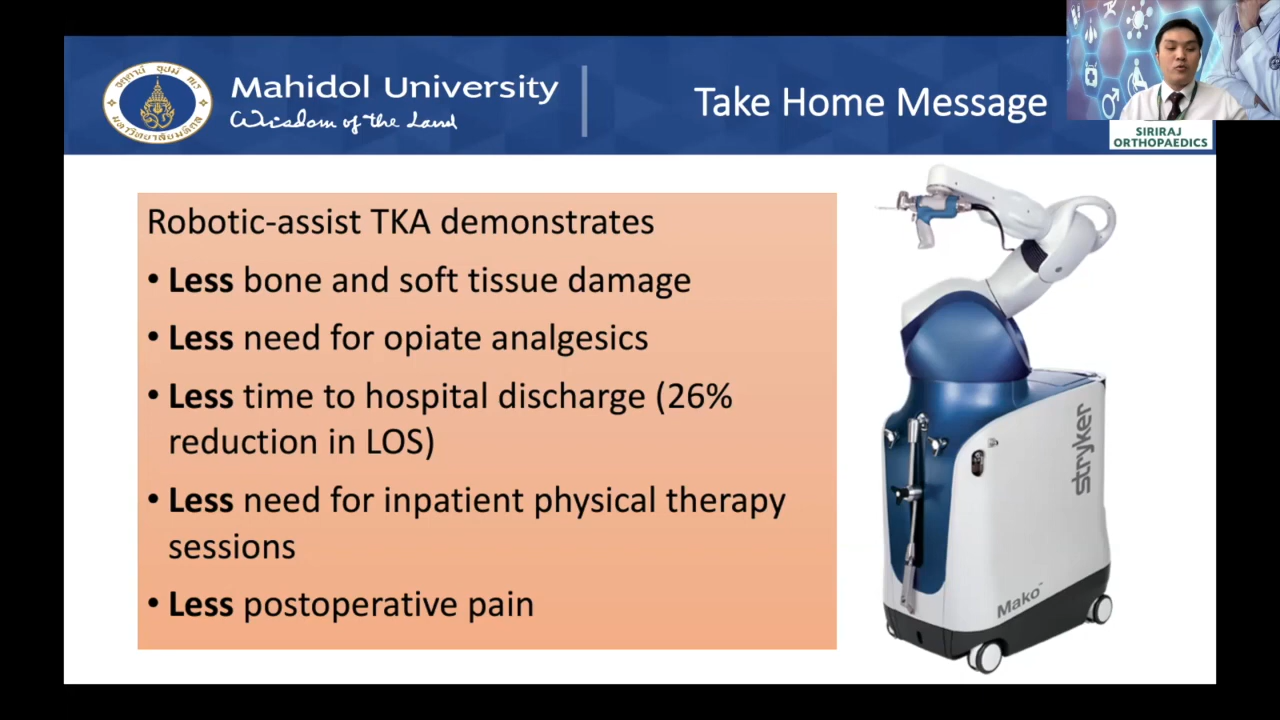 Mahidol University
Wisdom of the Land
Take Home Message
SIRIRAJ
ORTHOPAEDICS
Robotic-assist TKA demonstrates
• Less bone and soft tissue damage
• Less need for opiate analgesics
• Less time to hospital discharge (26%
reduction in LOS)
• Less need for inpatient physical therapy
sessions
• Less postoperative pain
stryker
Mako™